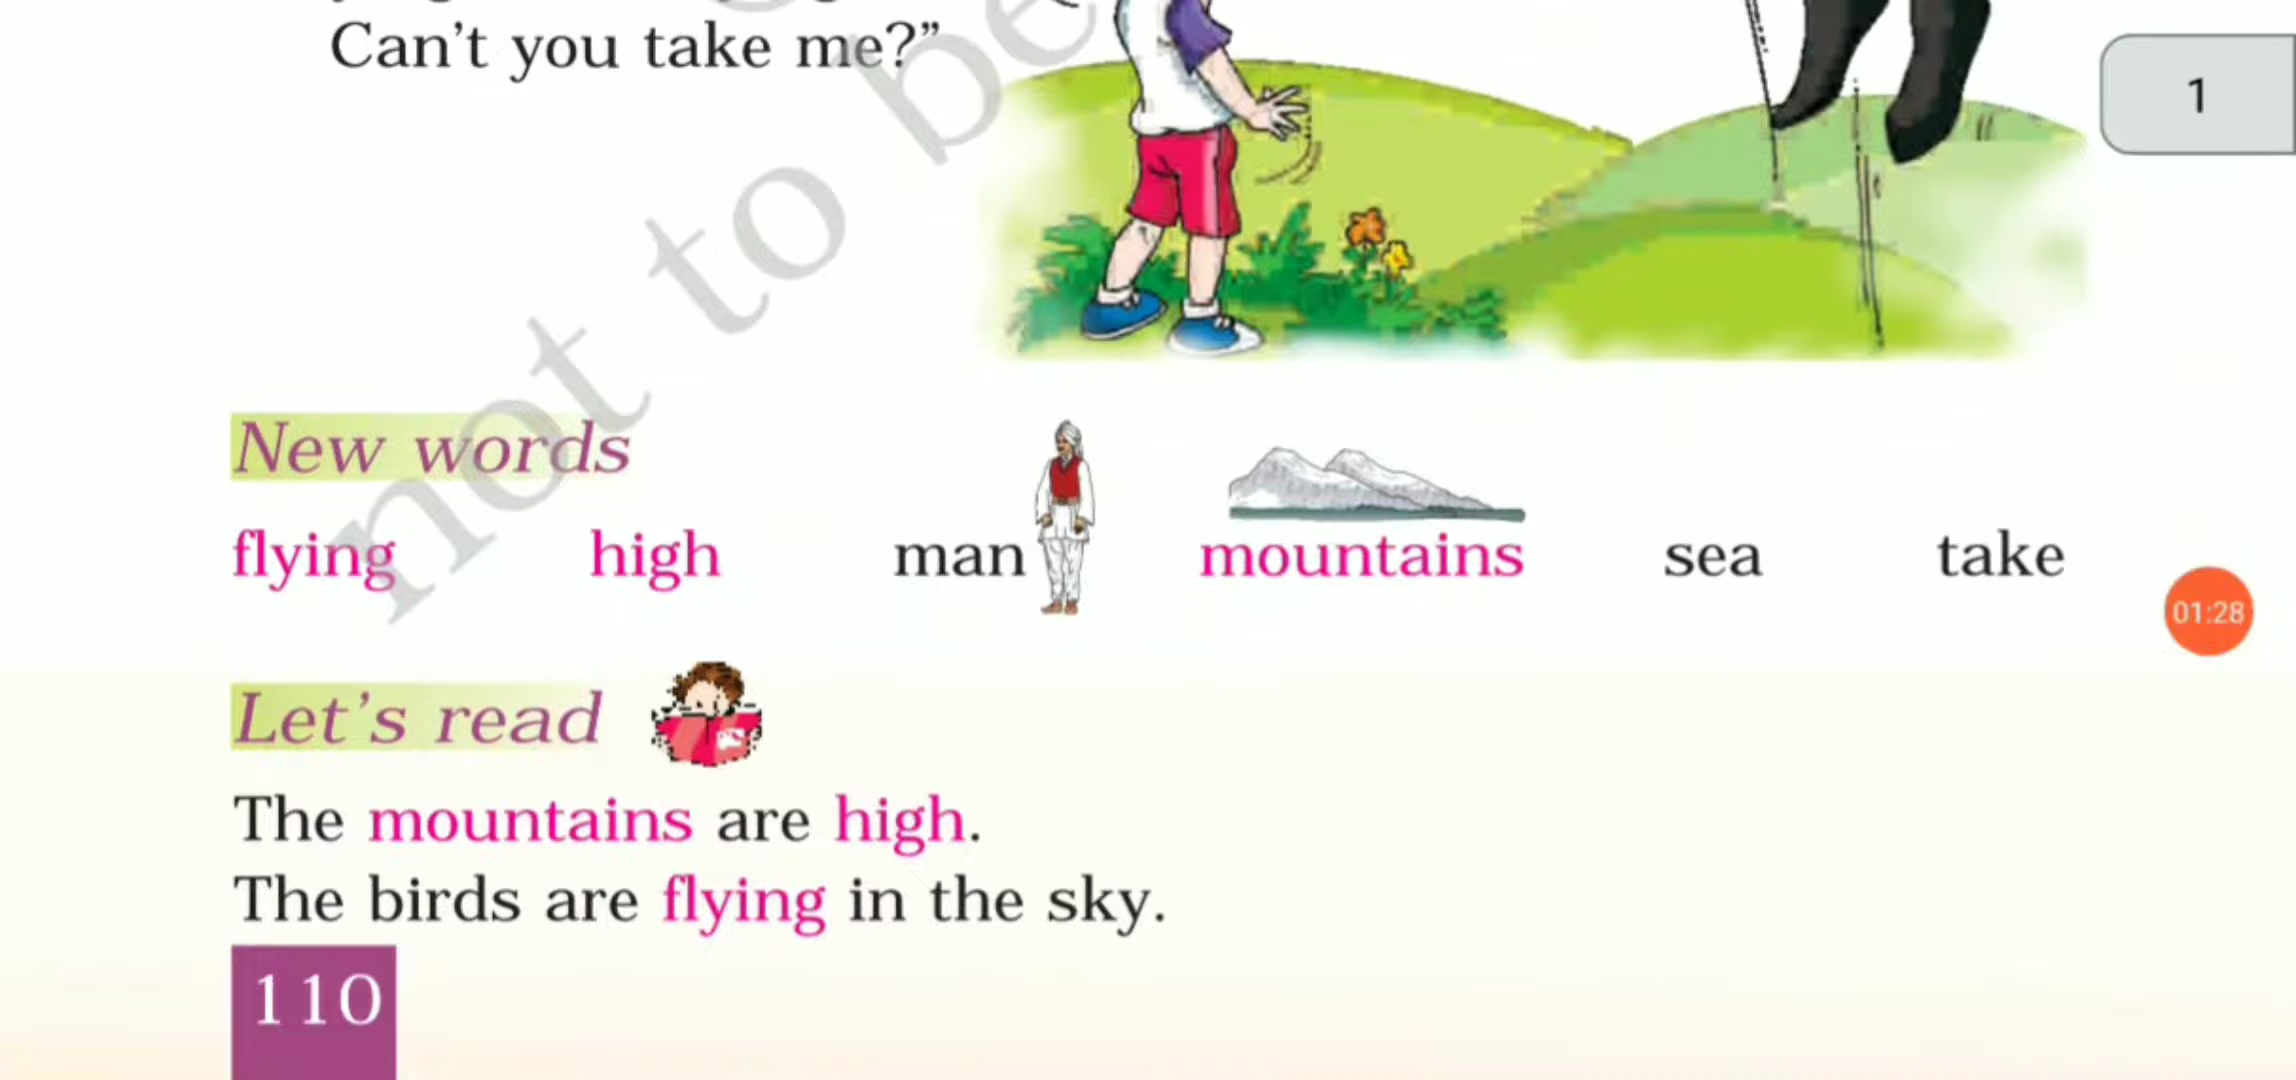 Can't you take me?"
1
not to be
New words
flying high man mountains sea take
01:28
Let's read
The mountains are high.
The birds are flying in the sky.
110